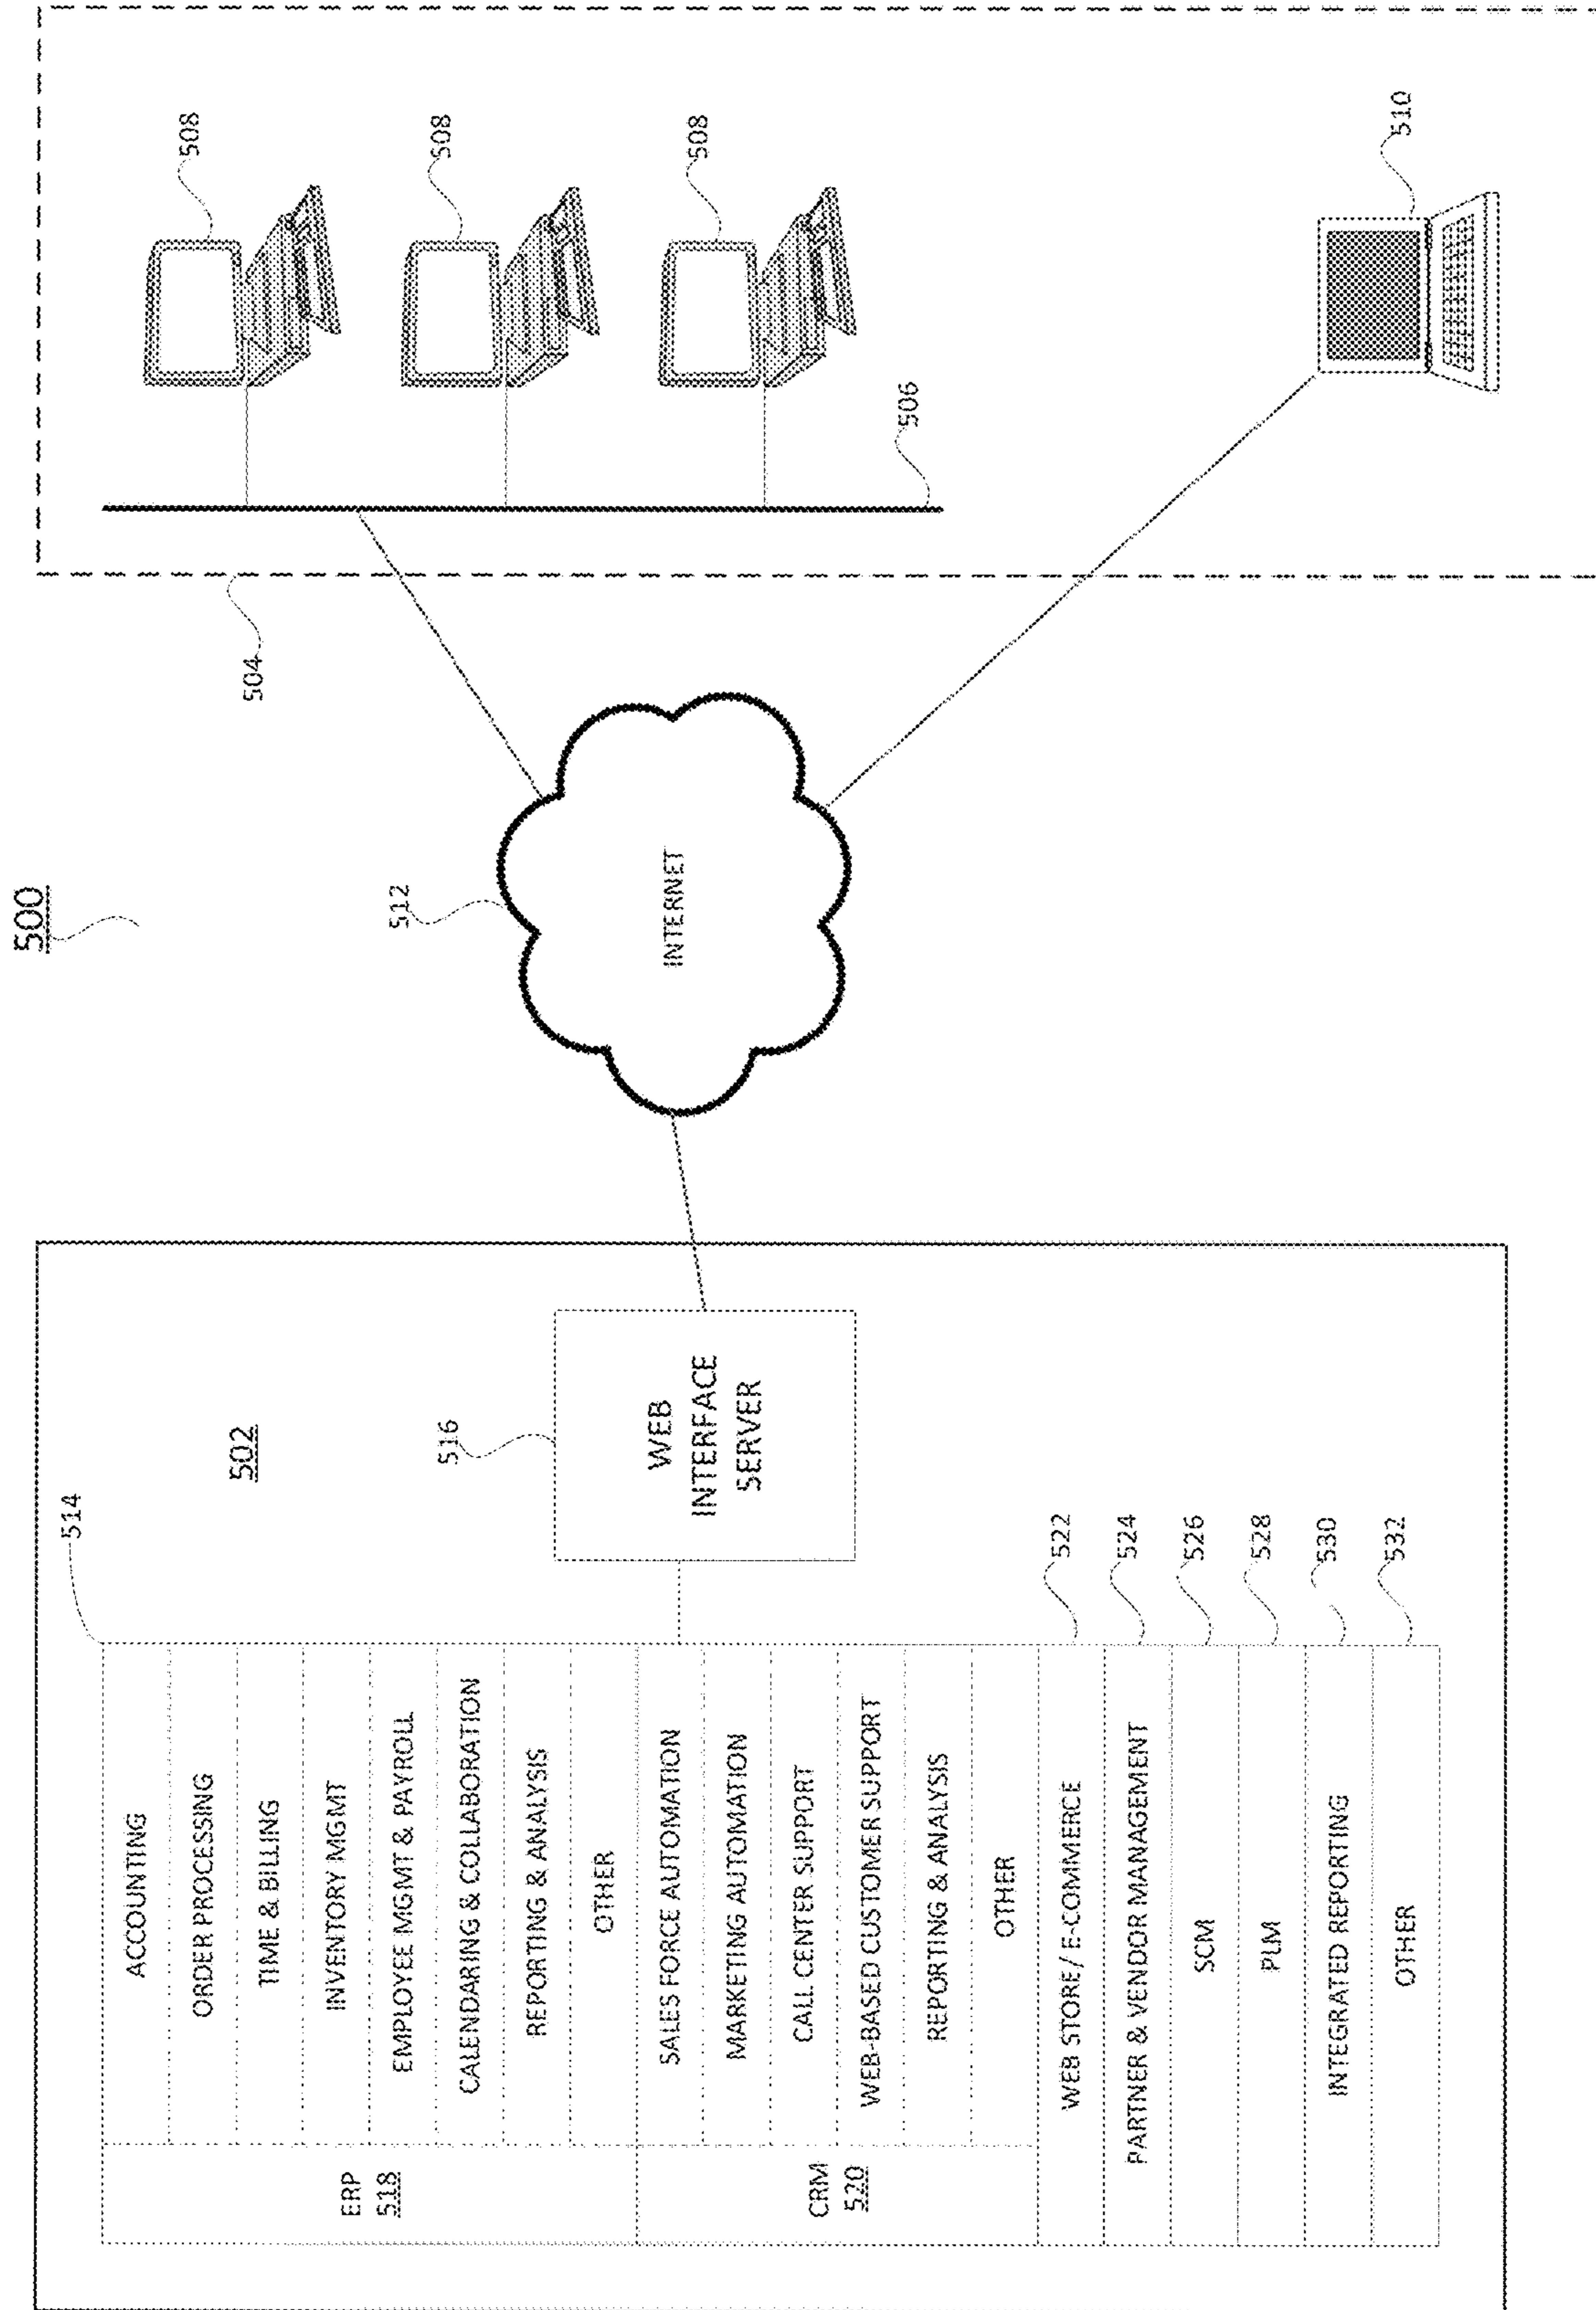 500
502
514
ERP
518
ACCOUNTING
ORDER PROCESSING
TIME & BILLING
INVENTORY MGMT
EMPLOYEE MGMT & PAYROLL
CALENDARING & COLLABORATION
REPORTING & ANALYSIS
OTHER
CRM
520
SALES FORCE AUTOMATION
MARKETING AUTOMATION
CALL CENTER SUPPORT
WEB-BASED CUSTOMER SUPPORT
REPORTING & ANALYSIS
OTHER
WEB STORE/ E-COMMERCE
522
PARTNER & VENDOR MANAGEMENT
524
SCM
526
PLM
528
INTEGRATED REPORTING
530
OTHER
532
516
WEB
INTERFACE
SERVER
512
INTERNET
504
506
508
508
508
510